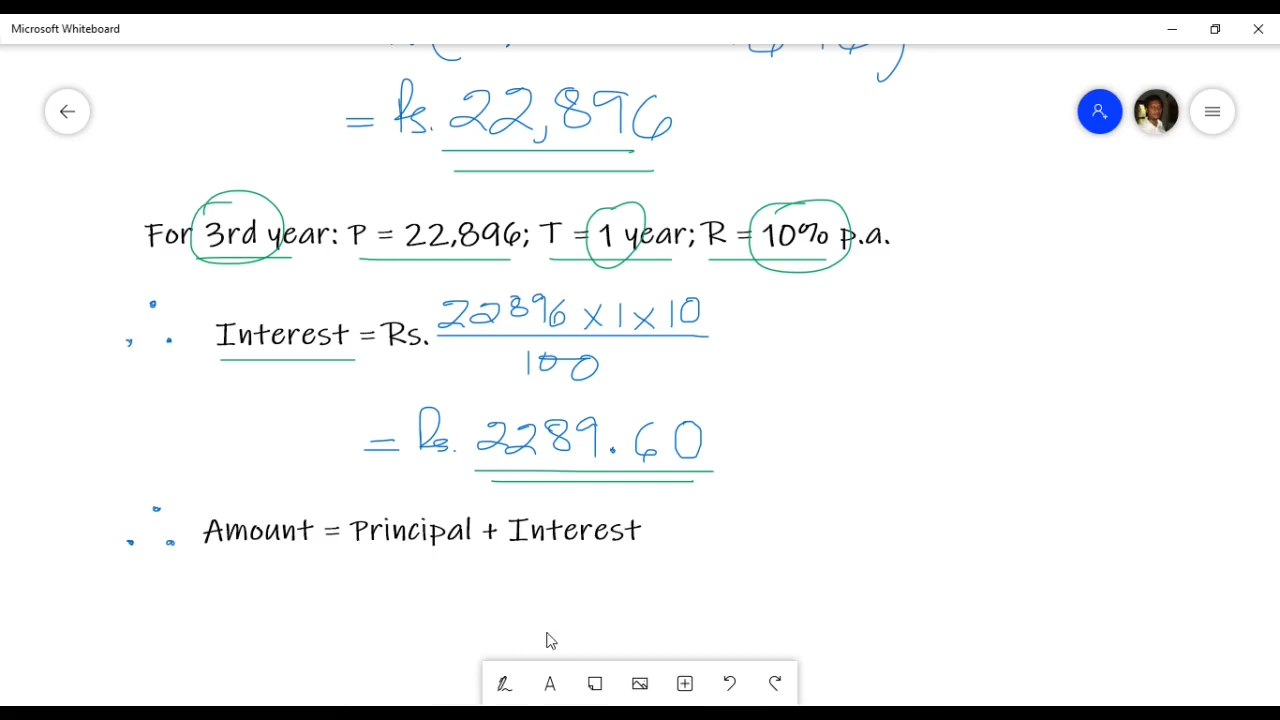 Microsoft Whiteboard
= Rs. 22,896
For 3rd year: P = 22,896; T = 1 year; R = 10% p.a.
∴ Interest = Rs. 22896 × 1 × 10
100
= Rs. 2289.60
∴ Amount = Principal + Interest
A